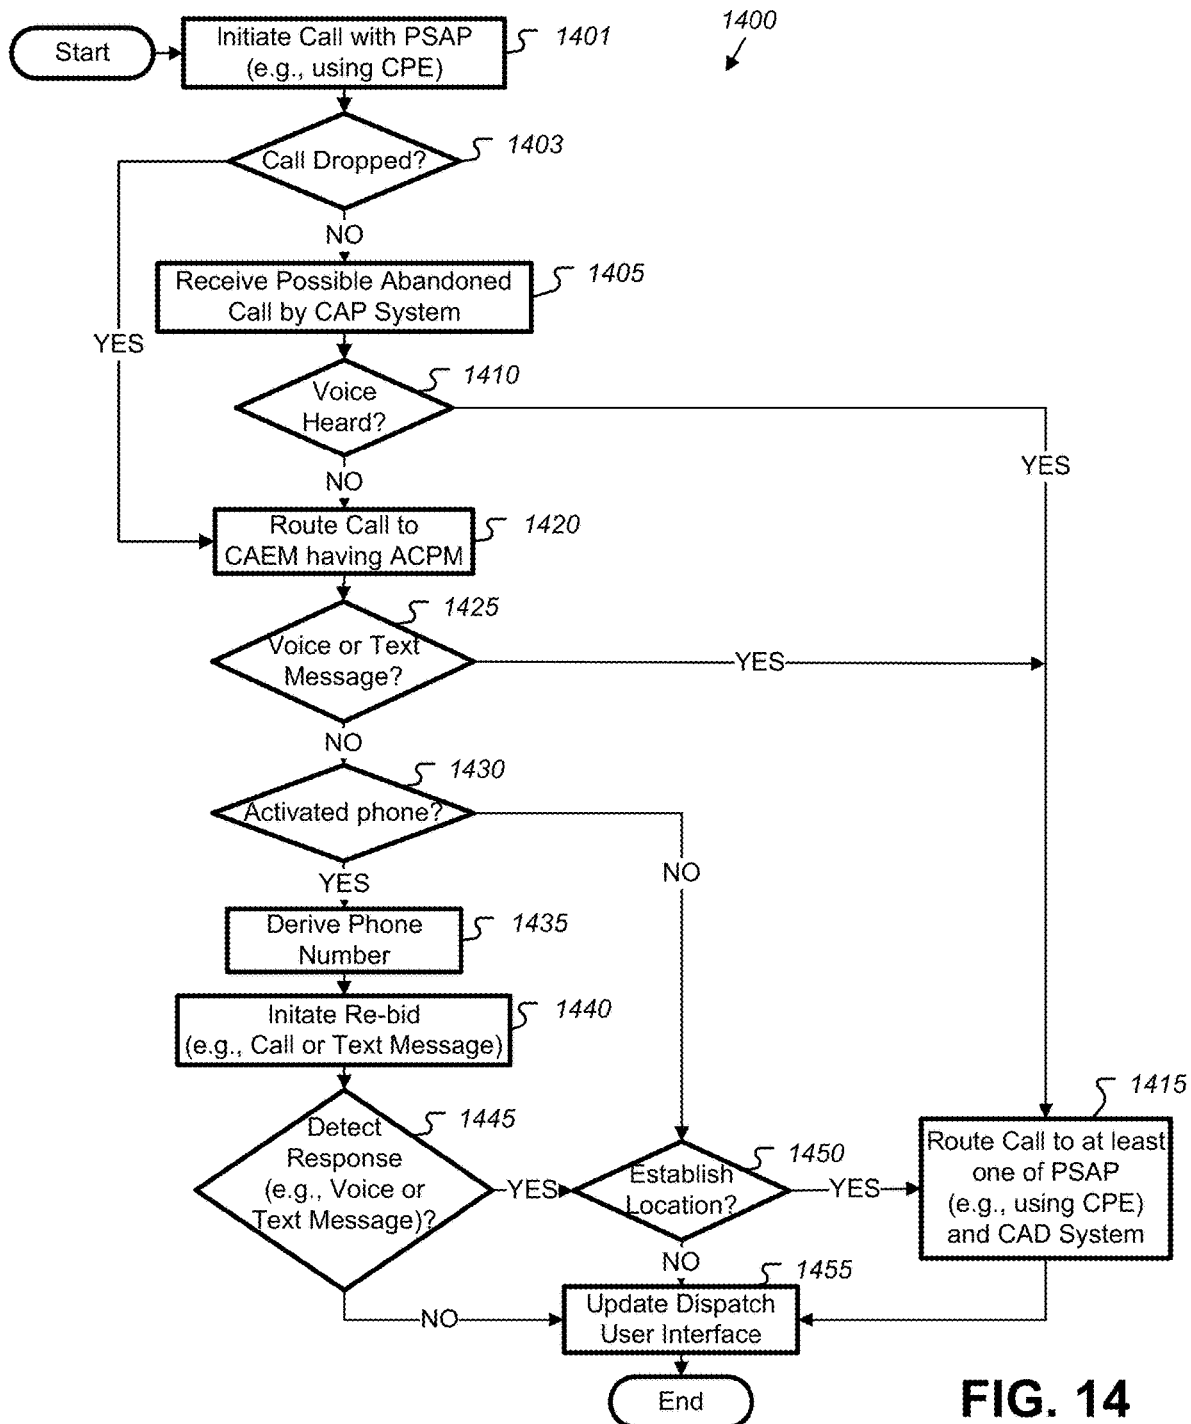 1400
Start
Initiate Call with PSAP
(e.g., using CPE)
1401
Call Dropped?
1403
NO
YES
Receive Possible Abandoned
Call by CAP System
1405
Voice
Heard?
1410
YES
NO
Route Call to
CAEM having ACPM
1420
Voice or Text
Message?
1425
YES
NO
Activated phone?
1430
NO
YES
Derive Phone
Number
1435
Initate Re-bid
(e.g., Call or Text Message)
1440
Detect
Response
(e.g., Voice or
Text Message)?
1445
YES
Establish
Location?
1450
YES
Route Call to at least
one of PSAP
(e.g., using CPE)
and CAD System
1415
NO
NO
Update Dispatch
User Interface
1455
End
FIG. 14